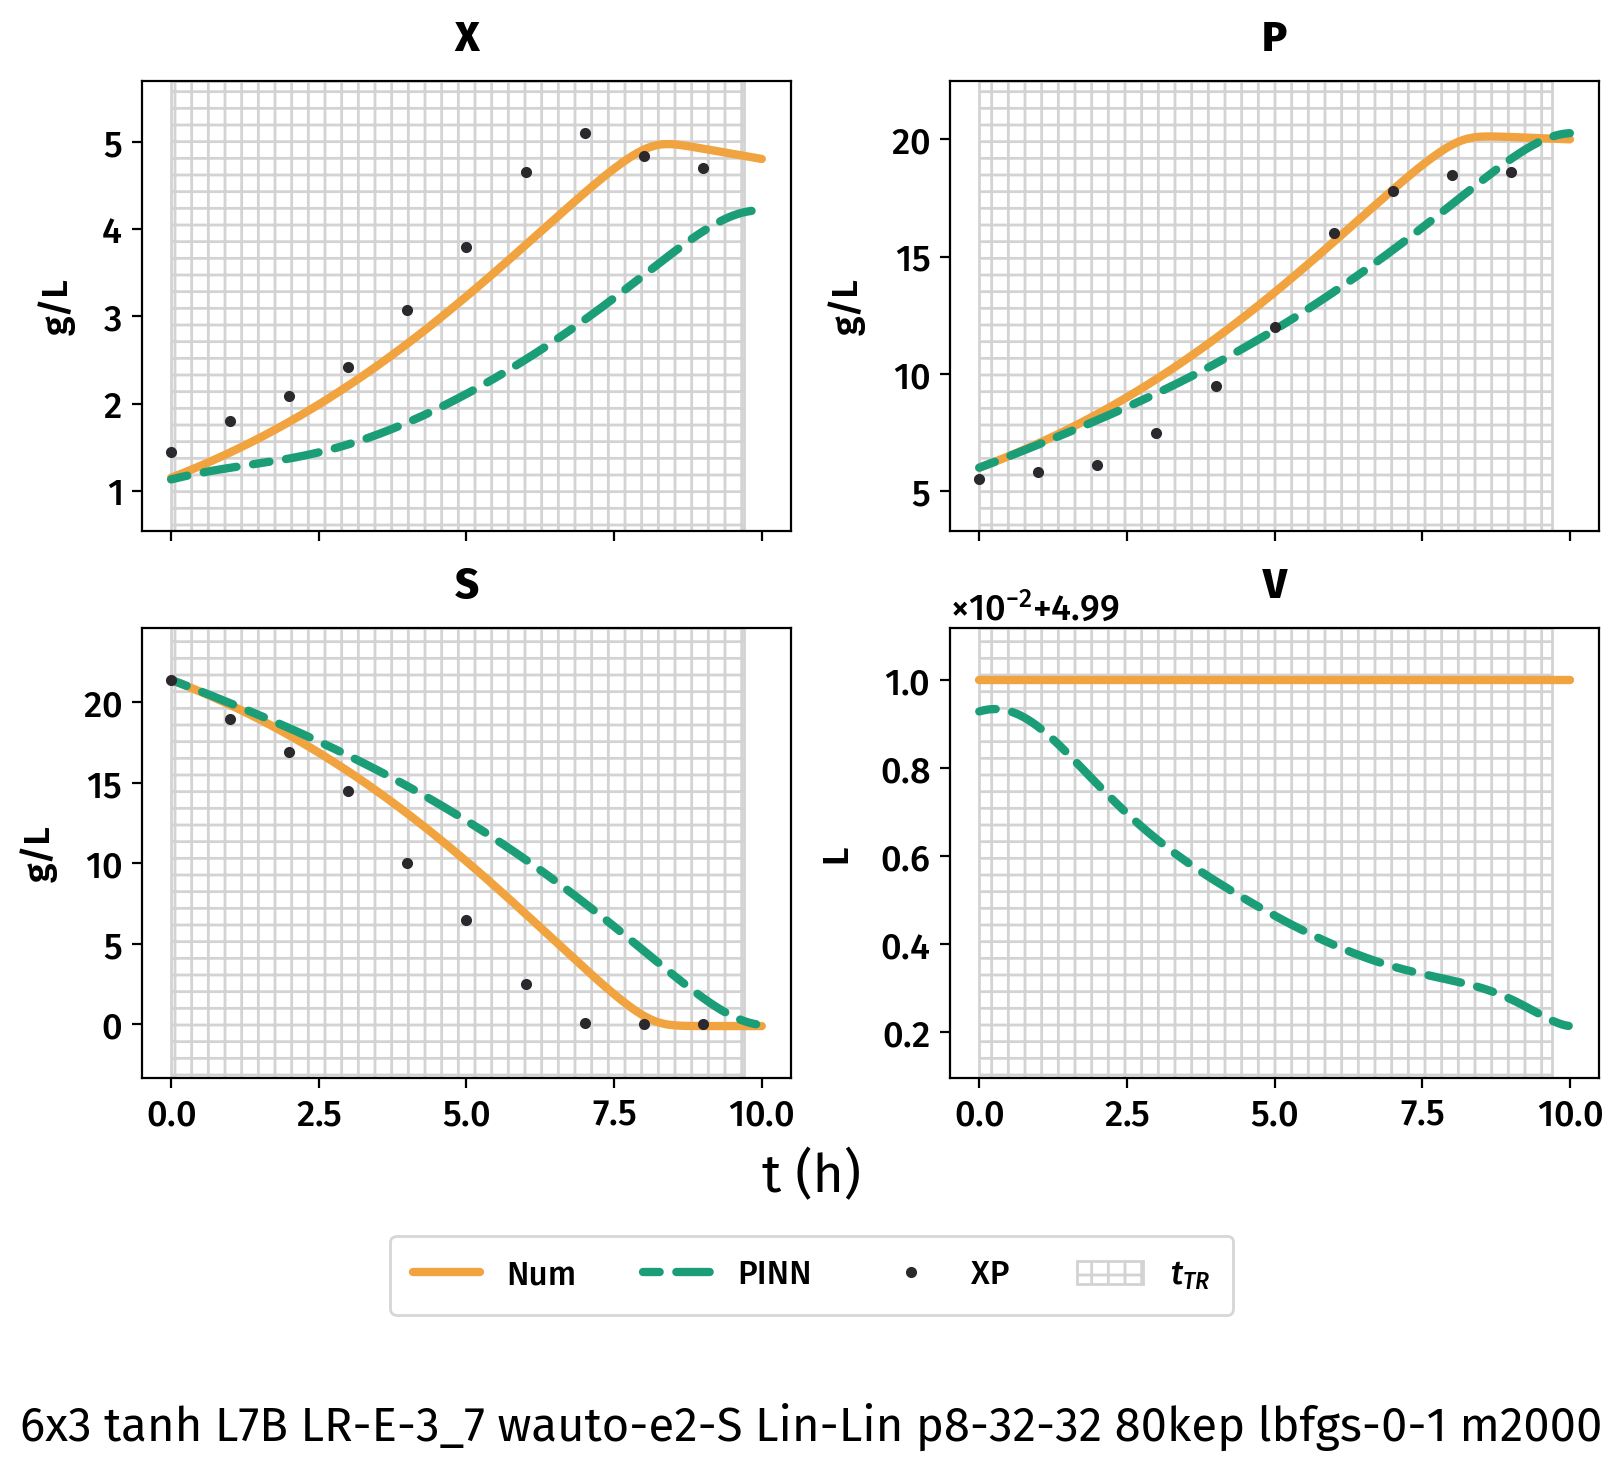 X
P
5
4
3
2
1
g/L
20
15
10
5
g/L
S
V
×10⁻²+4.99
20
15
10
5
0
g/L
1.0
0.8
0.6
0.4
0.2
L
0.0 2.5 5.0 7.5 10.0
0.0 2.5 5.0 7.5 10.0
t (h)
Num PINN XP t_TR
6x3 tanh L7B LR-E-3_7 wauto-e2-S Lin-Lin p8-32-32 80kep lbfgs-0-1 m2000